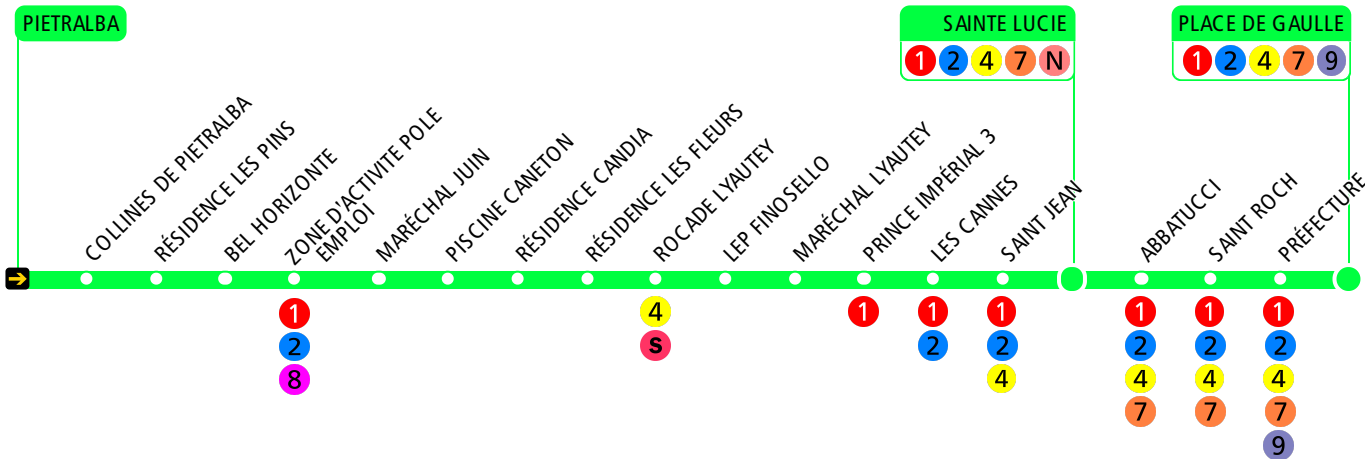 PIETRALBA
SAINTE LUCIE
1 2 4 7 N
PLACE DE GAULLE
1 2 4 7 9
COLLINES DE PIETRALBA
RÉSIDENCE LES PINS
BEL HORIZONTE
ZONE D'ACTIVITE POLE
EMPLOI
MARÉCHAL JUIN
PISCINE CANETON
RÉSIDENCE CANDIA
RÉSIDENCE LES FLEURS
ROCADE LYAUTEY
LEP FINOSELLO
MARÉCHAL LYAUTEY
PRINCE IMPÉRIAL 3
LES CANNES
SAINT JEAN
ABBATUCCI
SAINT ROCH
PRÉFECTURE
1
2
8
4
S
1
1
2
1
2
4
1
2
4
7
1
2
4
7
1
2
4
7
9